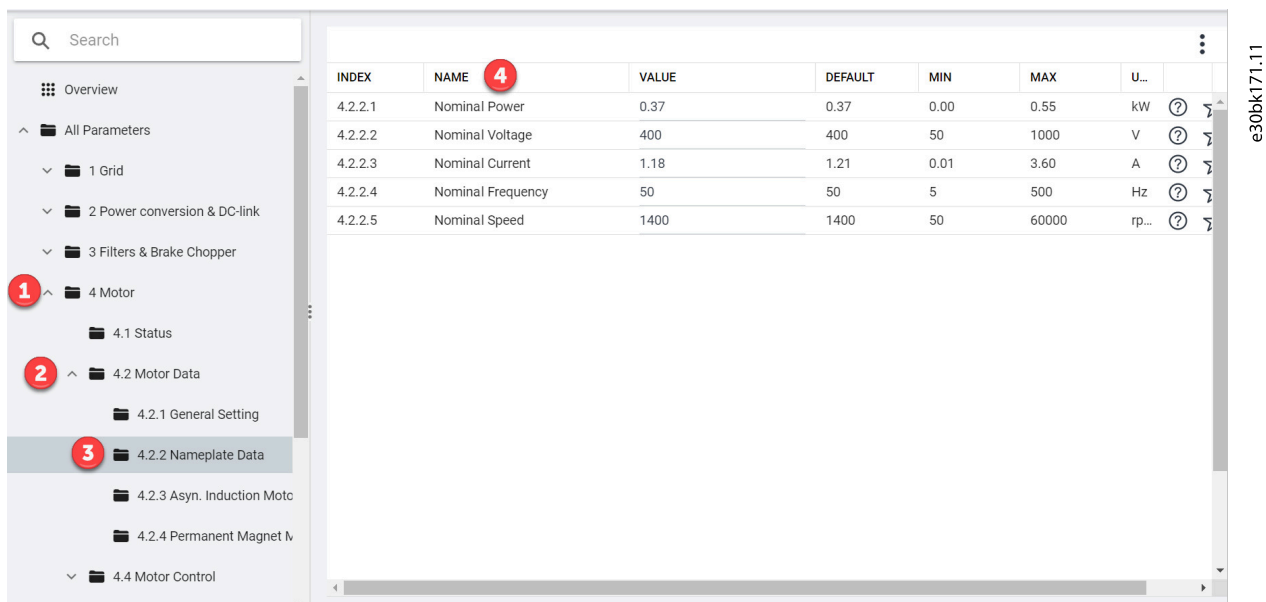 Search
Overview
All Parameters
1 Grid
2 Power conversion & DC-link
3 Filters & Brake Chopper
1
4 Motor
4.1 Status
2
4.2 Motor Data
4.2.1 General Setting
3
4.2.2 Nameplate Data
4.2.3 Asyn. Induction Moto
4.2.4 Permanent Magnet M
4.4 Motor Control
INDEX NAME 4 VALUE DEFAULT MIN MAX U...
4.2.2.1 Nominal Power 0.37 0.37 0.00 0.55 kW
4.2.2.2 Nominal Voltage 400 400 50 1000 V
4.2.2.3 Nominal Current 1.18 1.21 0.01 3.60 A
4.2.2.4 Nominal Frequency 50 50 5 500 Hz
4.2.2.5 Nominal Speed 1400 1400 50 60000 rp...
e30bk171.11